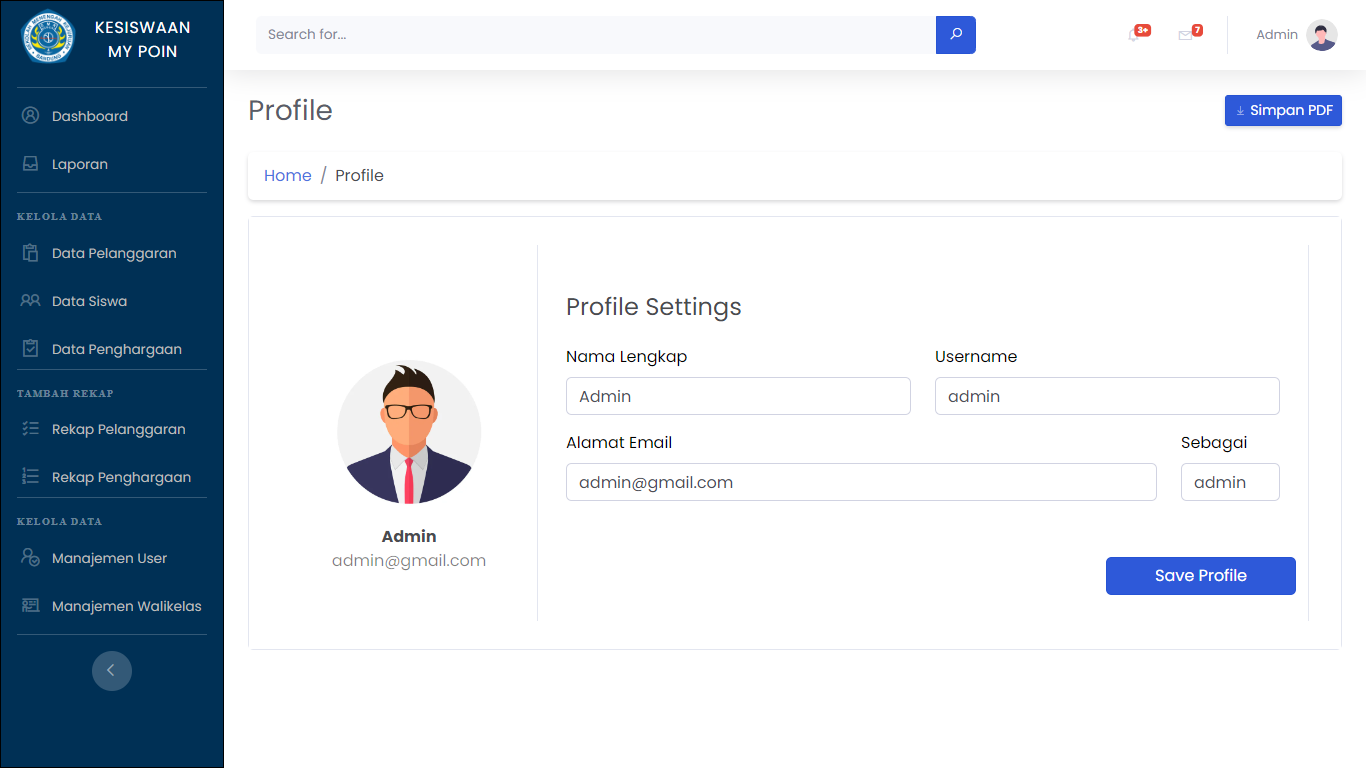 KESISWAAN
MY POIN
Search for...
3+
7
Admin
Dashboard
Laporan
KELOLA DATA
Data Pelanggaran
Data Siswa
Data Penghargaan
TAMBAH REKAP
Rekap Pelanggaran
Rekap Penghargaan
KELOLA DATA
Manajemen User
Manajemen Walikelas
Profile
Simpan PDF
Home / Profile
Admin
admin@gmail.com
Profile Settings
Nama Lengkap
Username
Admin
admin
Alamat Email
Sebagai
admin@gmail.com
admin
Save Profile